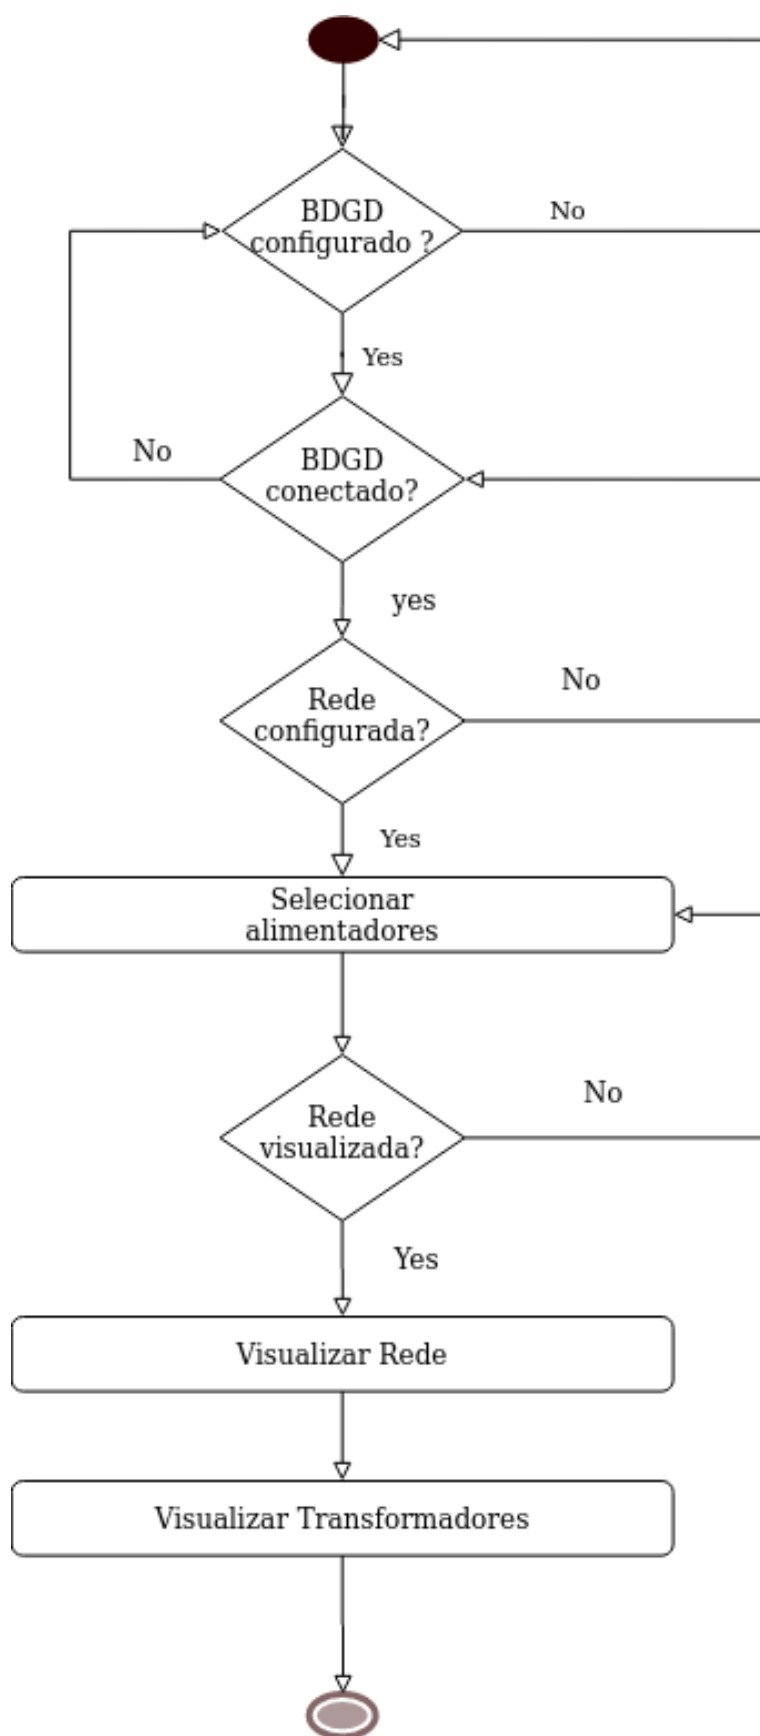 BDGD
configurado ?
No
Yes
BDGD
conectado?
No
yes
Rede
configurada?
No
Yes
Selecionar
alimentadores
Rede
visualizada?
No
Yes
Visualizar Rede
Visualizar Transformadores